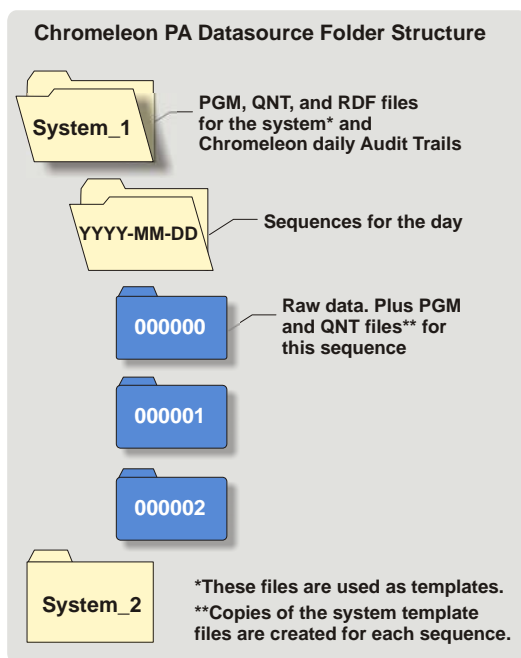 Chromeleon PA Datasource Folder Structure
System_1
PGM, QNT, and RDF files
for the system* and
Chromeleon daily Audit Trails
YYYY-MM-DD
Sequences for the day
000000
Raw data. Plus PGM
and QNT files** for
this sequence
000001
000002
System_2
*These files are used as templates.
**Copies of the system template
files are created for each sequence.